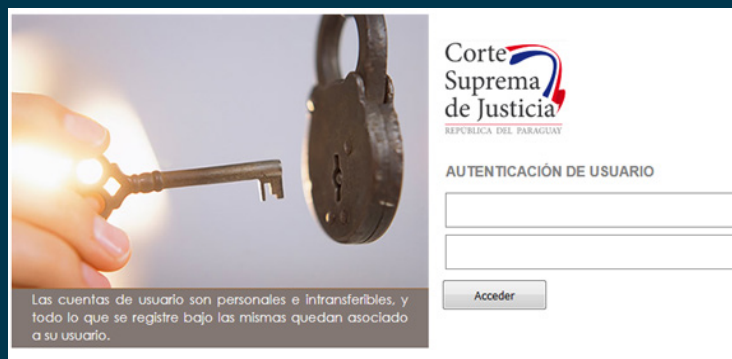 Corte
Suprema
de Justicia
REPÚBLICA DEL PARAGUAY
AUTENTICACIÓN DE USUARIO
Acceder
Las cuentas de usuario son personales e intransferibles, y
todo lo que se registre bajo las mismas quedan asociado
a su usuario.